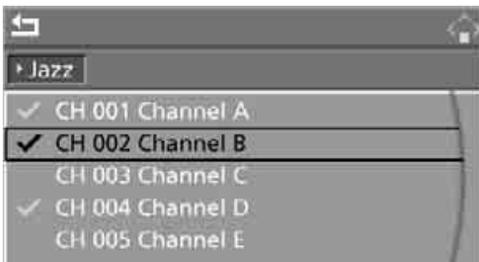 Jazz
CH 001 Channel A
CH 002 Channel B
CH 003 Channel C
CH 004 Channel D
CH 005 Channel E